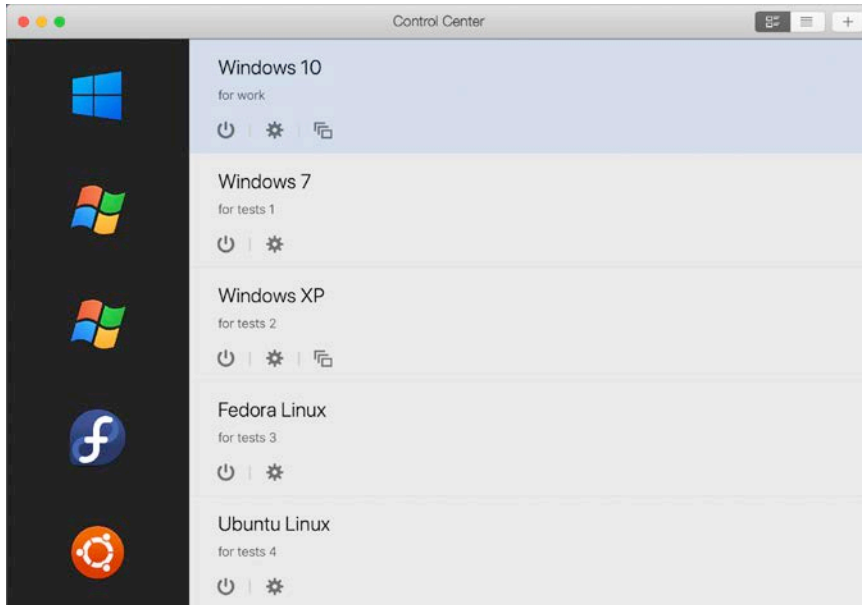 Control Center
Windows 10
for work
Windows 7
for tests 1
Windows XP
for tests 2
Fedora Linux
for tests 3
Ubuntu Linux
for tests 4